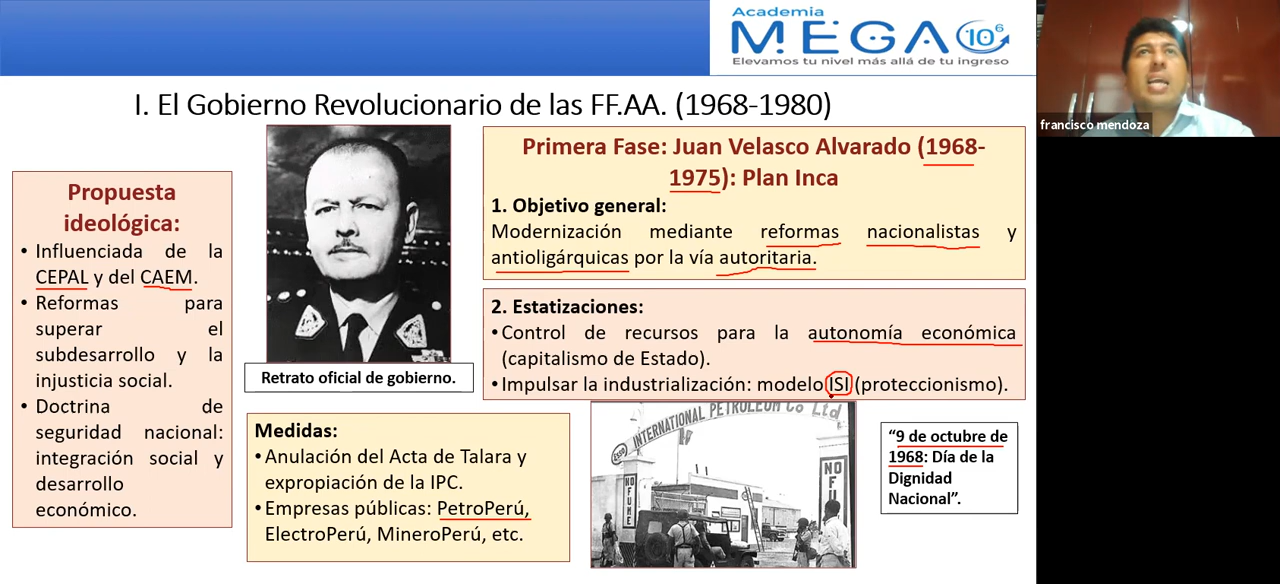 Academia
MEGA 10⁶
Elevamos tu nivel más allá de tu ingreso
francisco mendoza
I. El Gobierno Revolucionario de las FF.AA. (1968-1980)
Propuesta
ideológica:
• Influenciada de la
CEPAL y del CAEM.
• Reformas para
superar el
subdesarrollo y la
injusticia social.
• Doctrina de
seguridad nacional:
integración social y
desarrollo
económico.
Retrato oficial de gobierno.
Primera Fase: Juan Velasco Alvarado (1968-
1975): Plan Inca
1. Objetivo general:
Modernización mediante reformas nacionalistas y
antioligárquicas por la vía autoritaria.
2. Estatizaciones:
• Control de recursos para la autonomía económica
(capitalismo de Estado).
• Impulsar la industrialización: modelo ISI (proteccionismo).
Medidas:
• Anulación del Acta de Talara y
expropiación de la IPC.
• Empresas públicas: PetroPerú,
ElectroPerú, MineroPerú, etc.
INTERNATIONAL PETROLEUM Co Ltd
ESSO
NO
FUME
NO
FU
“9 de octubre de
1968: Día de la
Dignidad
Nacional”.